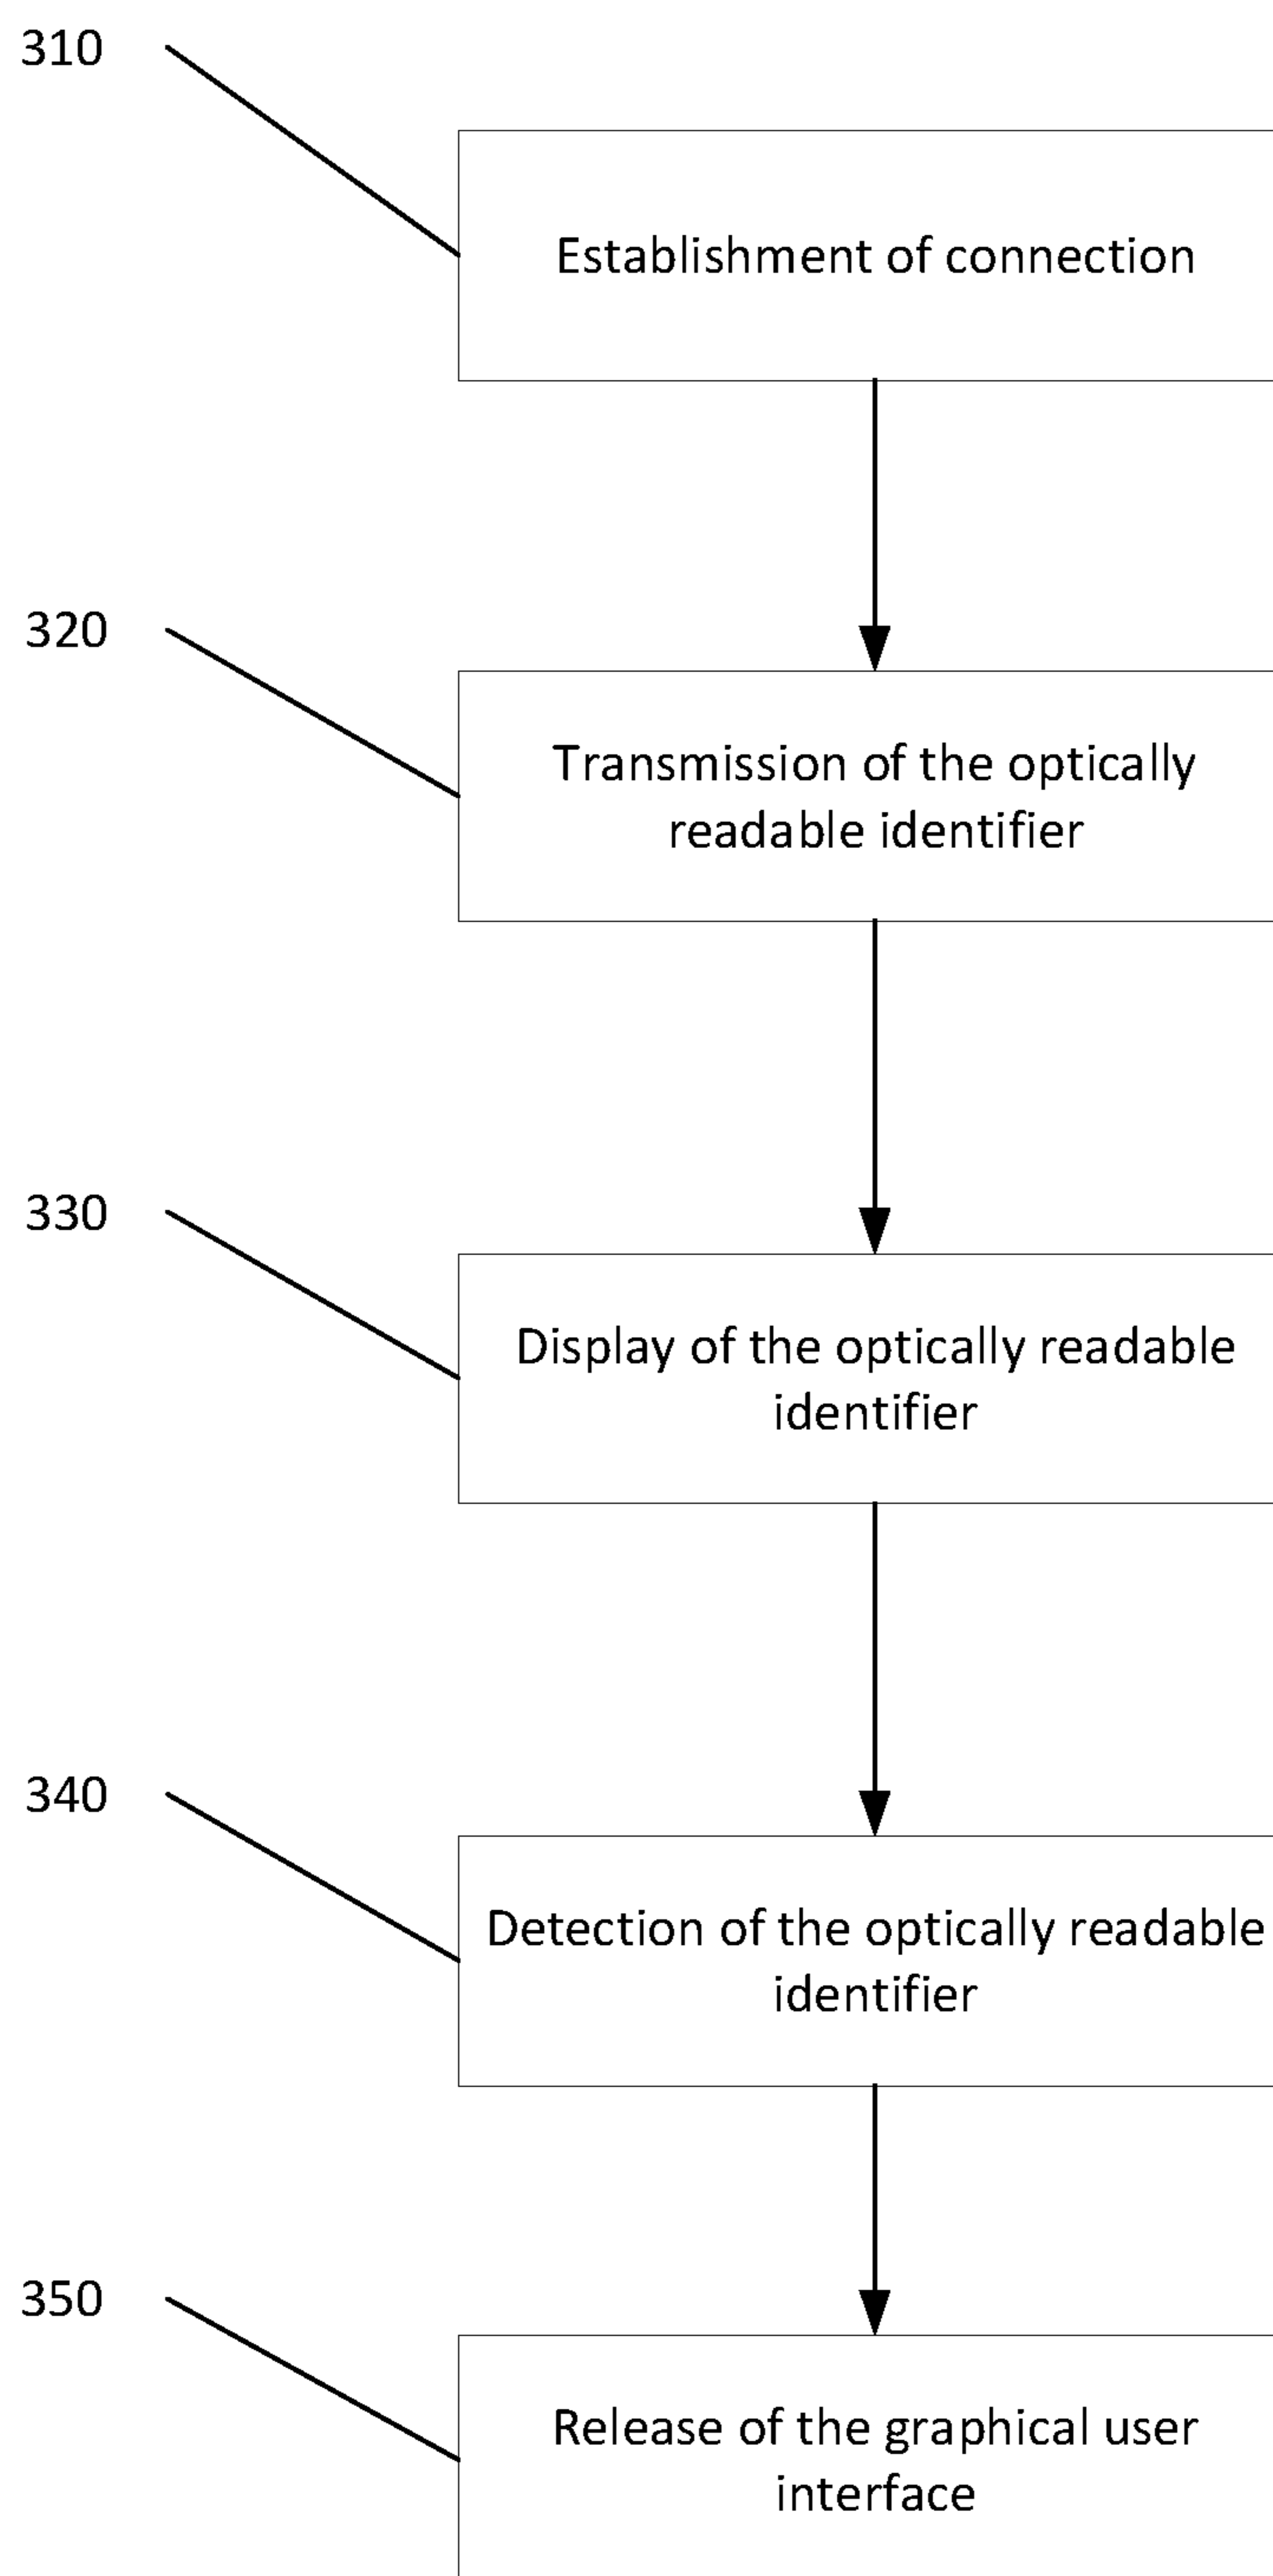 310
Establishment of connection
320
Transmission of the optically
readable identifier
330
Display of the optically readable
identifier
340
Detection of the optically readable
identifier
350
Release of the graphical user
interface